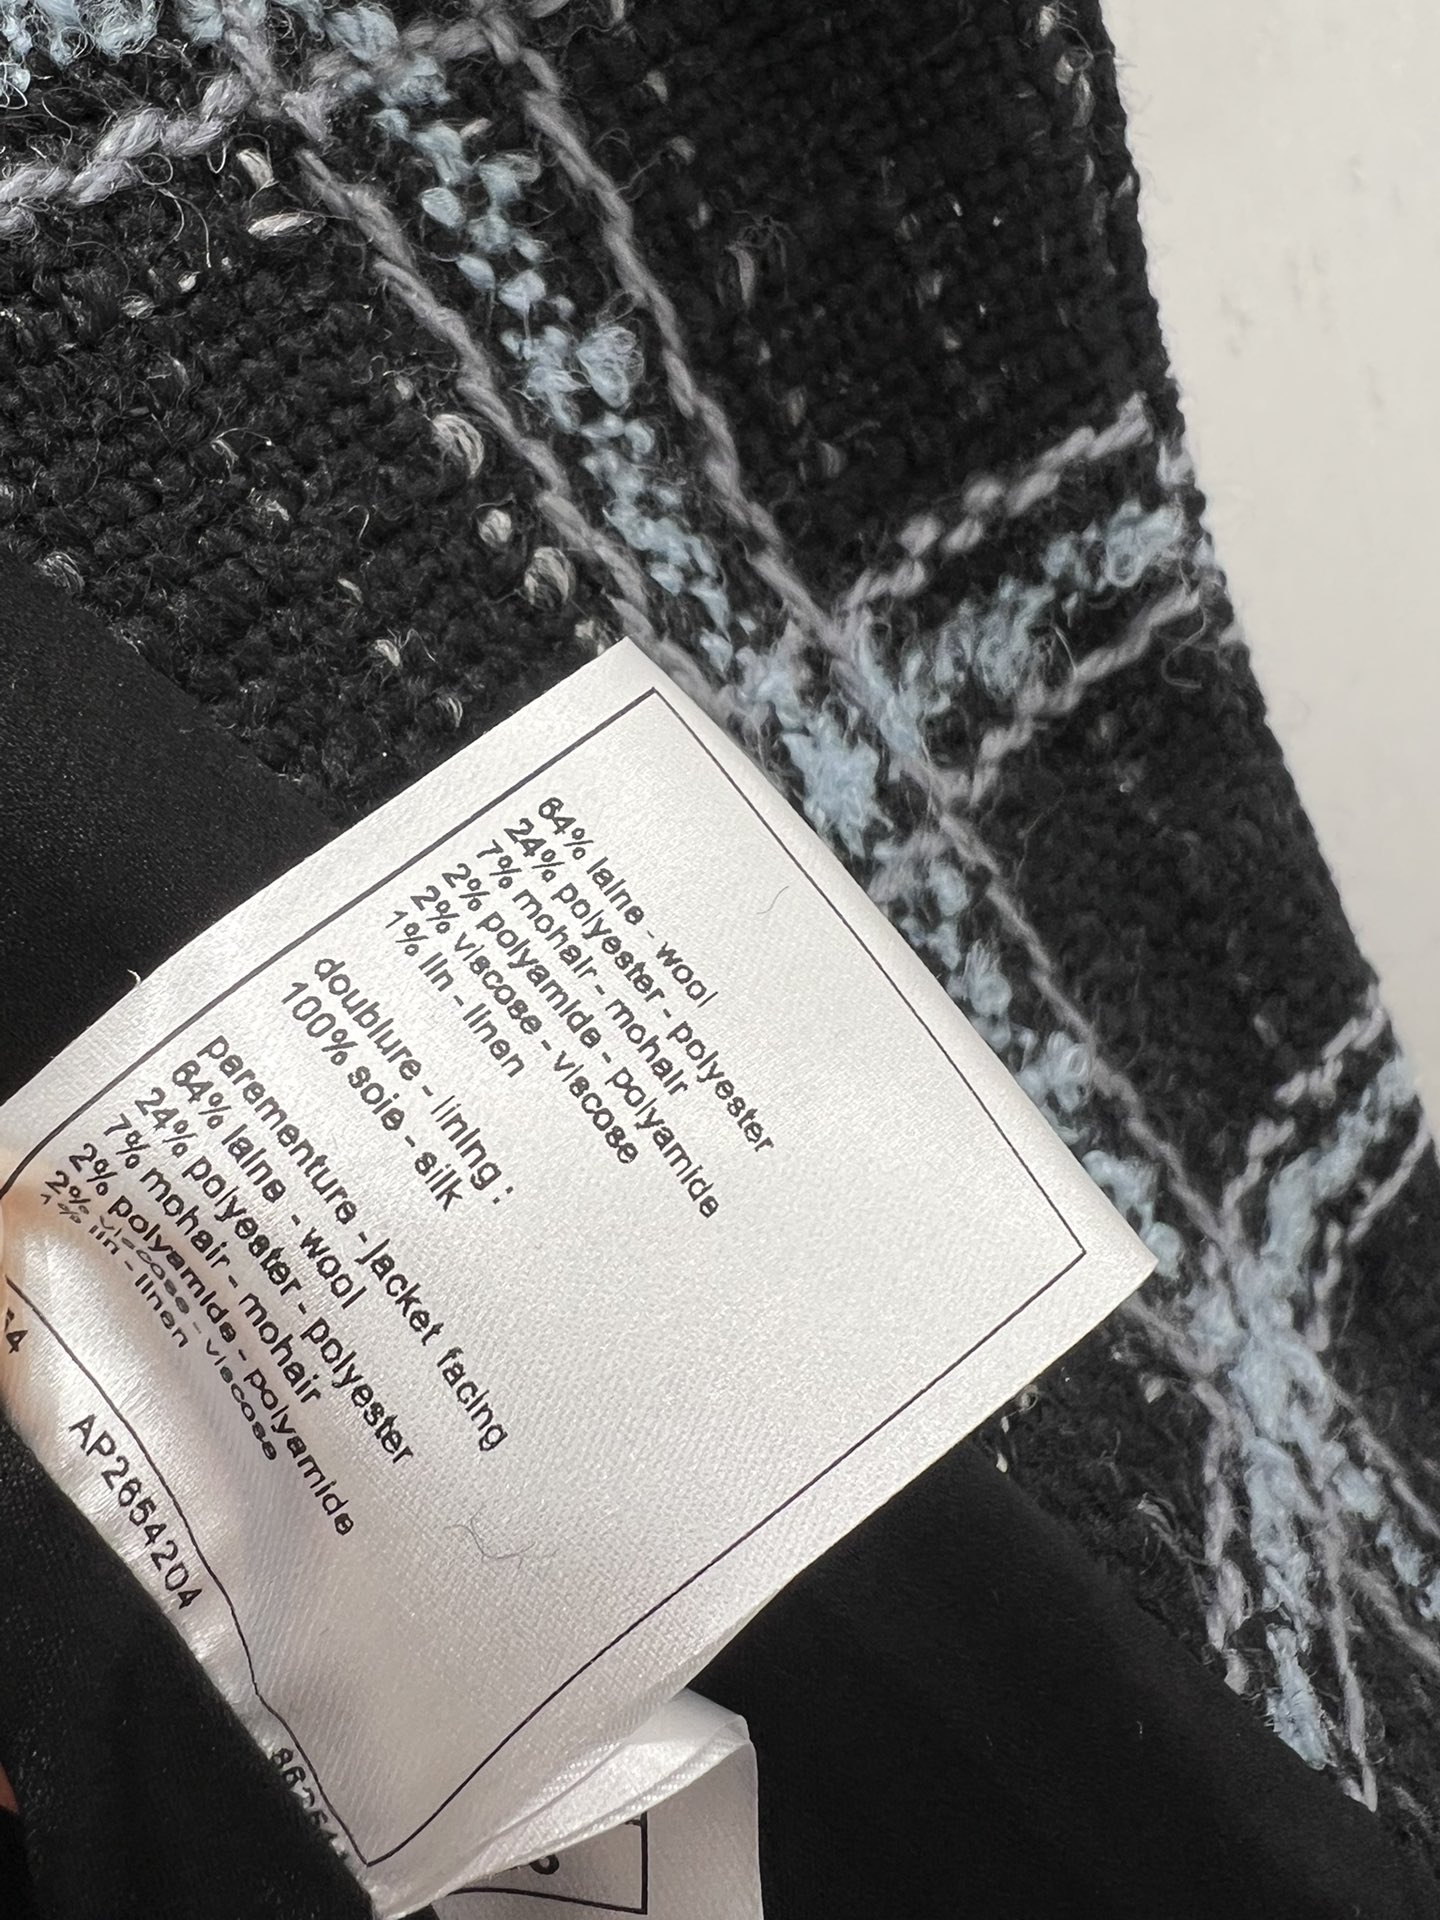 64% laine - wool
24% polyester - polyester
7% mohair - mohair
2% polyamide - polyamide
2% viscose - viscose
1% lin - linen
doublure - lining :
100% soie - silk
parementure - jacket facing
64% laine - wool
24% polyester - polyester
7% mohair - mohair
2% polyamide - polyamide
2% viscose - viscose
1% lin - linen
AP2654204